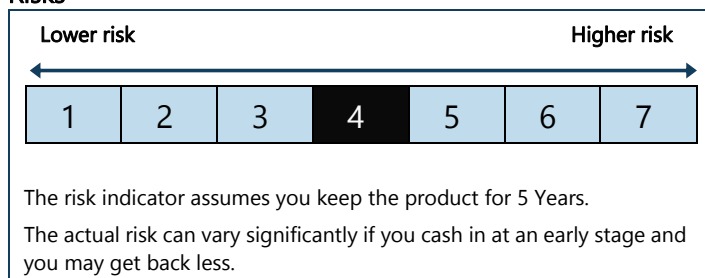 Risks
Lower risk Higher risk
1 2 3 4 5 6 7
The risk indicator assumes you keep the product for 5 Years.
The actual risk can vary significantly if you cash in at an early stage and
you may get back less.